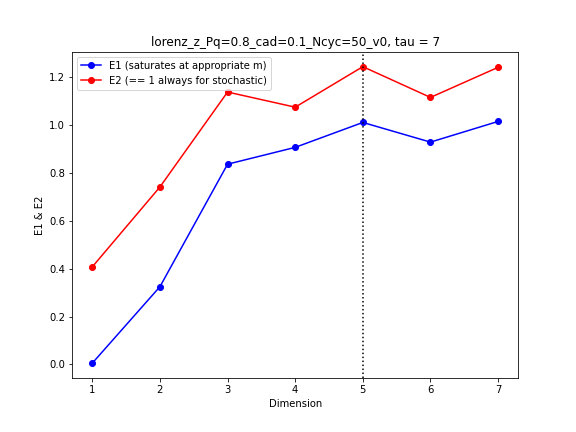 lorenz_z_Pq=0.8_cad=0.1_Ncyc=50_v0, tau = 7
E1 (saturates at appropriate m)
E2 (== 1 always for stochastic)
1.2
1.0
0.8
0.6
0.4
0.2
0.0
E1 & E2
1 2 3 4 5 6 7
Dimension